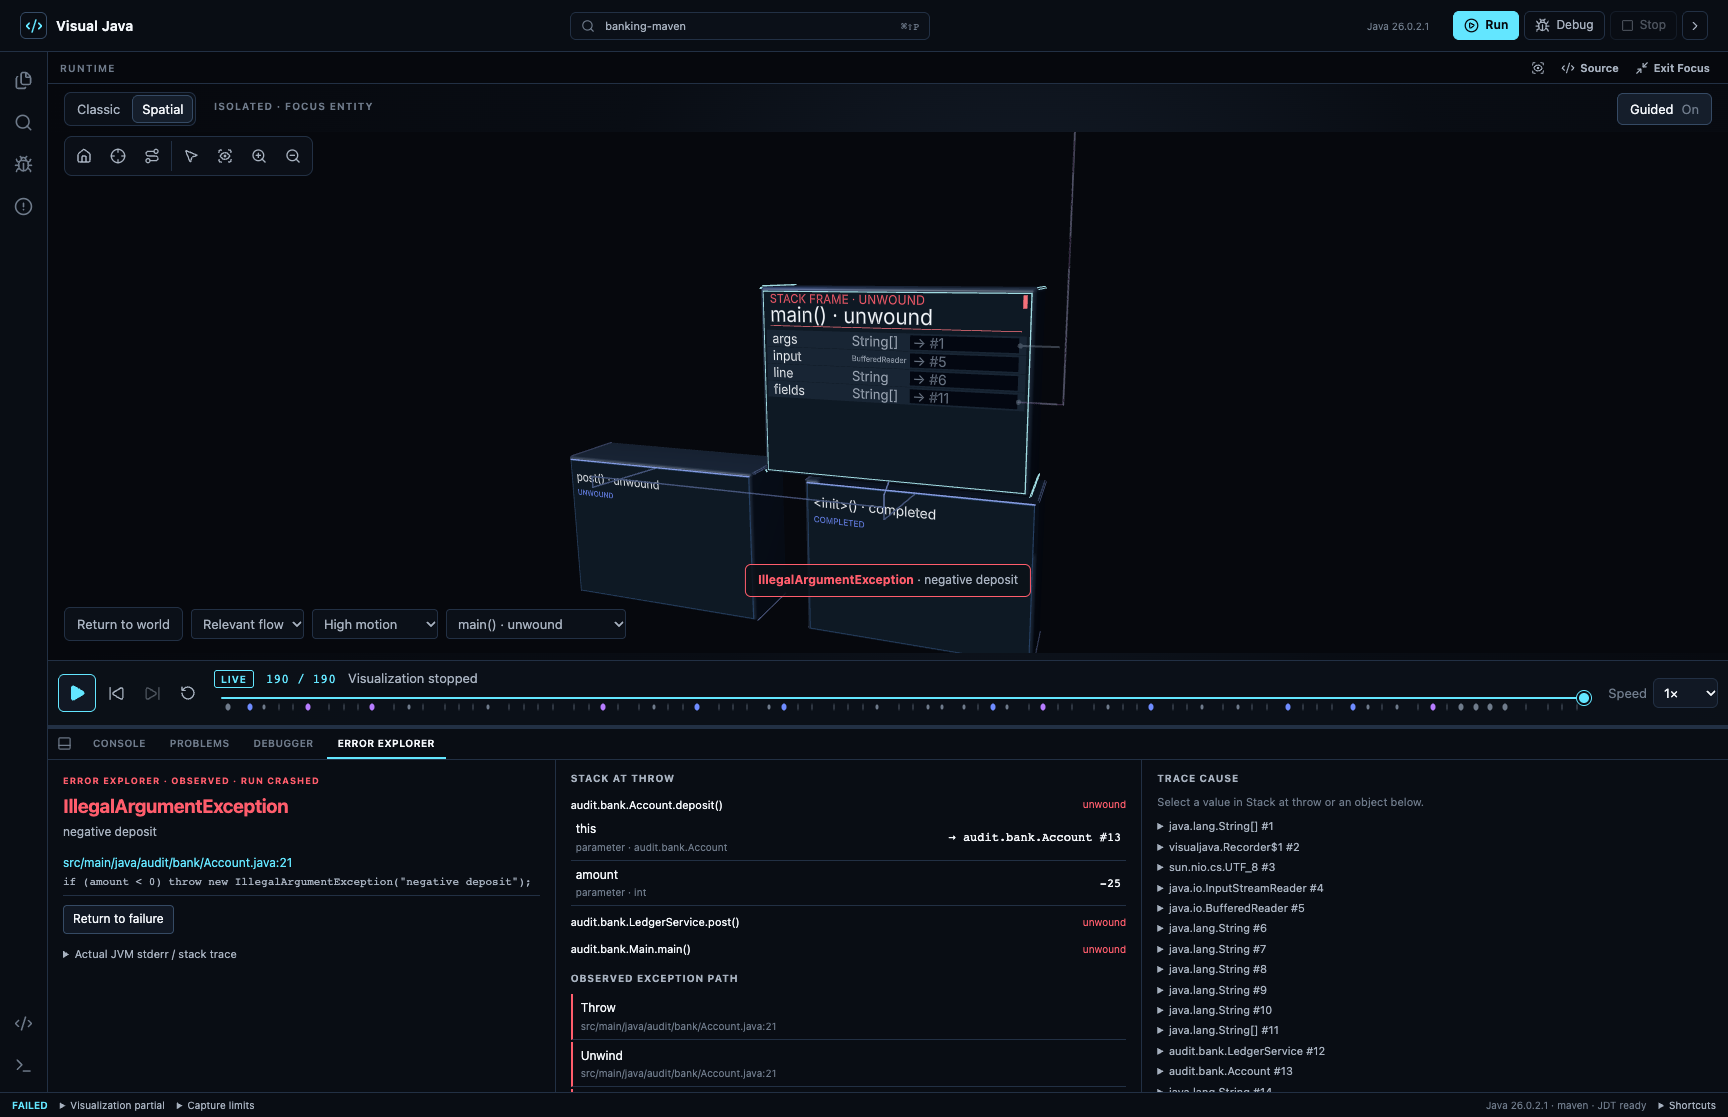 Visual Java
banking-maven
⌘⇧P
Java 26.0.2.1
Run
Debug
Stop
RUNTIME
Source
Exit Focus
Classic
Spatial
ISOLATED · FOCUS ENTITY
Guided On
STACK FRAME · UNWOUND
main() · unwound
args String[] → #1
input BufferedReader → #5
line String → #6
fields String[] → #11
post() · unwound
UNWOUND
<init>() · completed
COMPLETED
IllegalArgumentException · negative deposit
Return to world
Relevant flow
High motion
main() · unwound
LIVE 190 / 190 Visualization stopped
Speed 1×
CONSOLE
PROBLEMS
DEBUGGER
ERROR EXPLORER
ERROR EXPLORER · OBSERVED · RUN CRASHED
IllegalArgumentException
negative deposit
src/main/java/audit/bank/Account.java:21
if (amount < 0) throw new IllegalArgumentException("negative deposit");
Return to failure
Actual JVM stderr / stack trace
STACK AT THROW
audit.bank.Account.deposit() unwound
this
parameter · audit.bank.Account
→ audit.bank.Account #13
amount
parameter · int
-25
audit.bank.LedgerService.post() unwound
audit.bank.Main.main() unwound
OBSERVED EXCEPTION PATH
Throw
src/main/java/audit/bank/Account.java:21
Unwind
src/main/java/audit/bank/Account.java:21
TRACE CAUSE
Select a value in Stack at throw or an object below.
java.lang.String[] #1
visualjava.Recorder$1 #2
sun.nio.cs.UTF_8 #3
java.io.InputStreamReader #4
java.io.BufferedReader #5
java.lang.String #6
java.lang.String #7
java.lang.String #8
java.lang.String #9
java.lang.String #10
java.lang.String[] #11
audit.bank.LedgerService #12
audit.bank.Account #13
java.lang.String #14
FAILED
Visualization partial
Capture limits
Java 26.0.2.1 · maven · JDT ready
Shortcuts